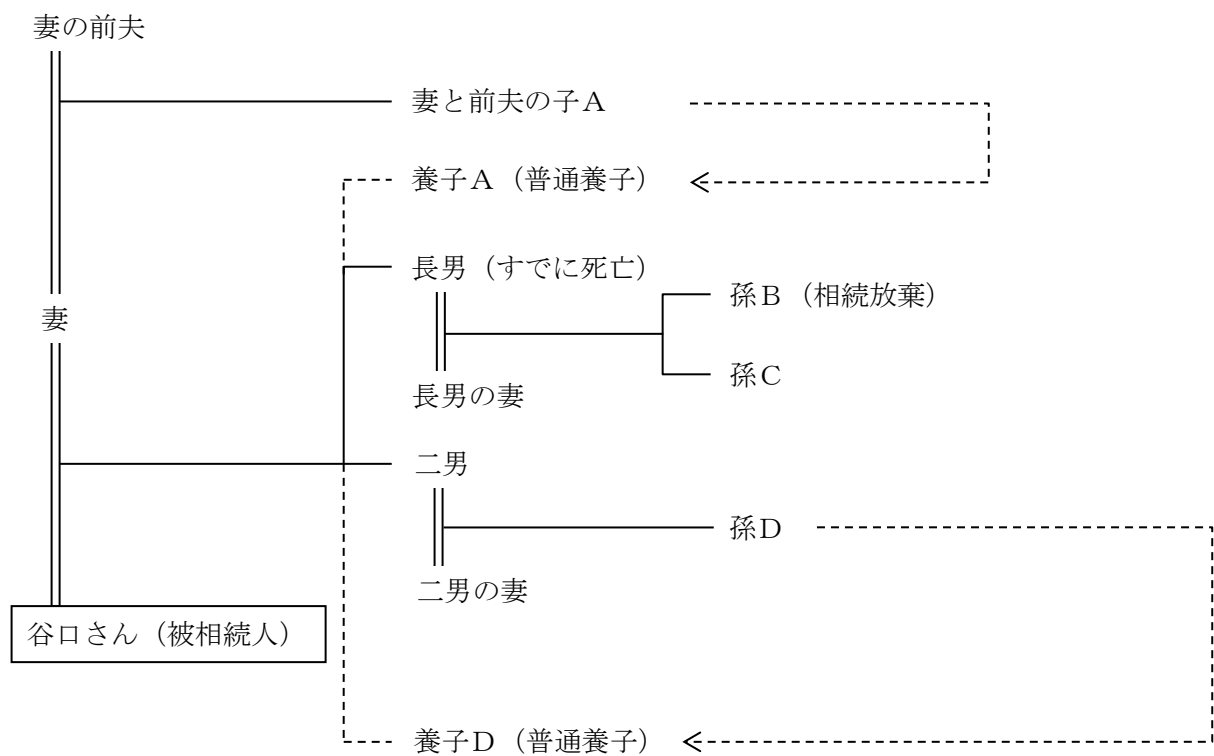 妻の前夫
妻と前夫の子A
養子A（普通養子）
長男（すでに死亡）
孫B（相続放棄）
妻
孫C
長男の妻
二男
孫D
二男の妻
谷口さん（被相続人）
養子D（普通養子）